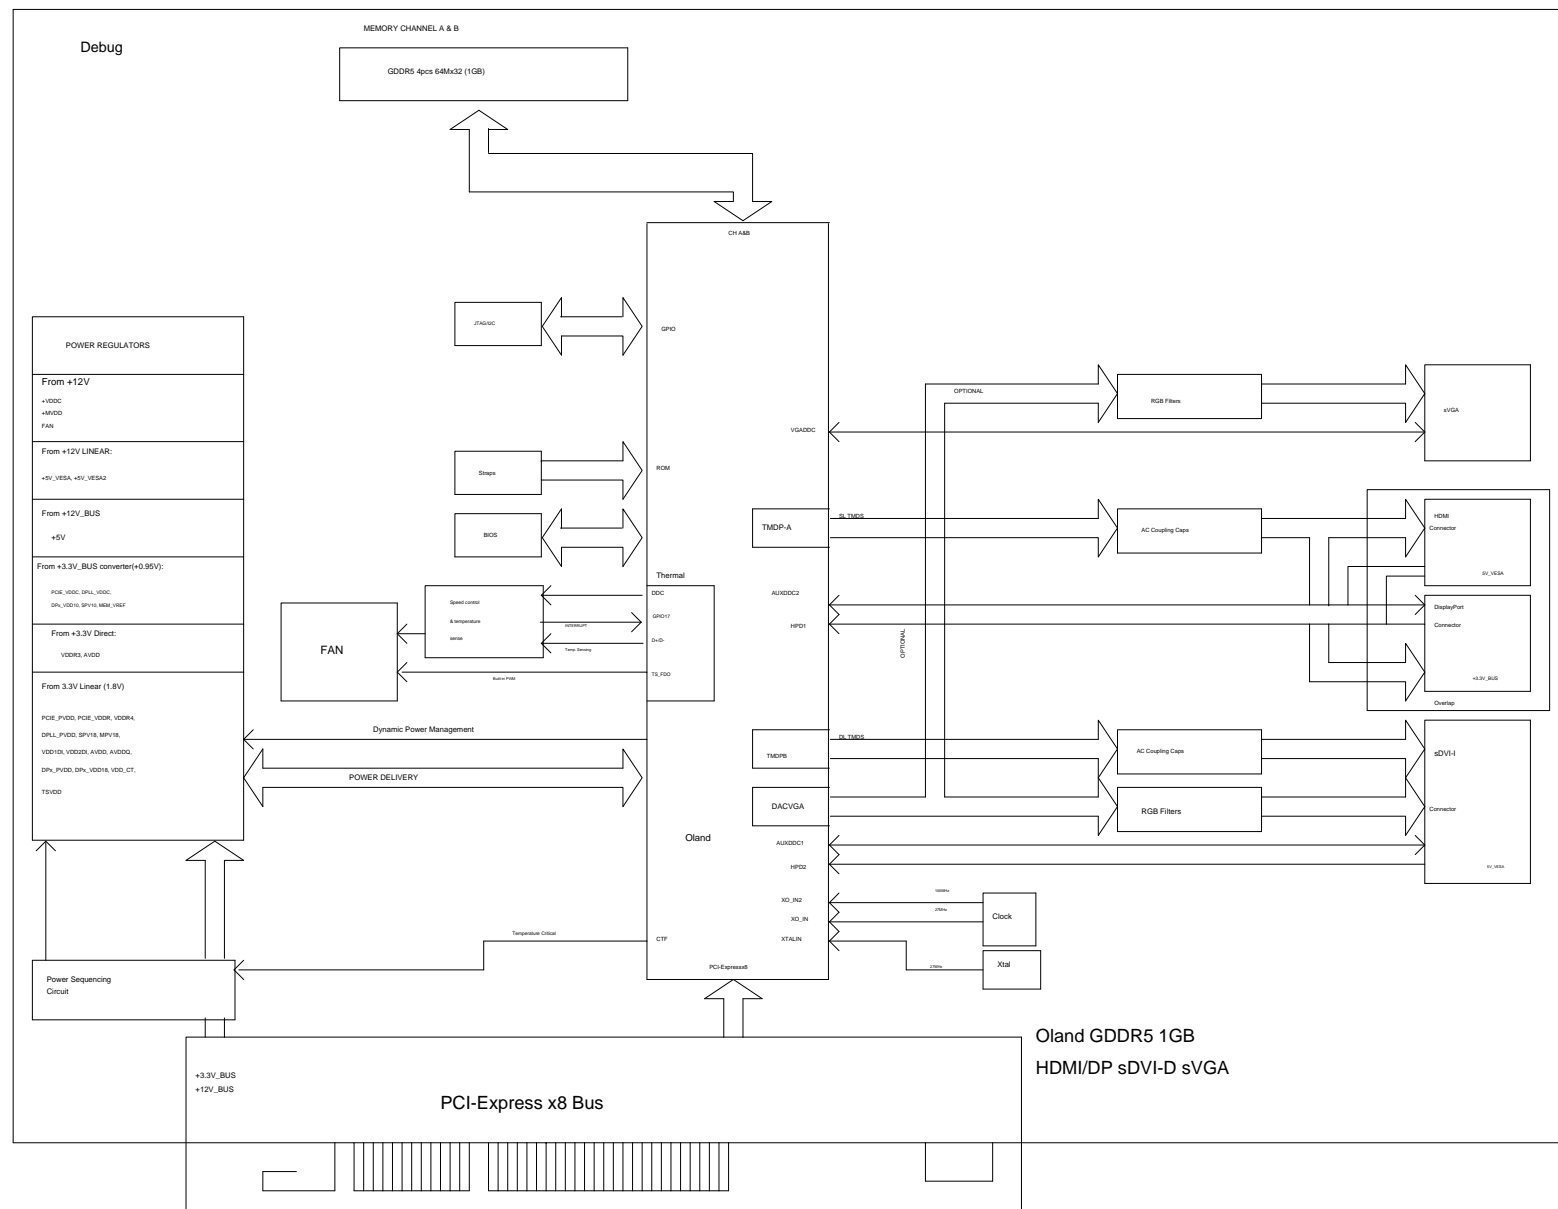 Debug
MEMORY CHANNEL A & B
GDDR5 4pcs 64Mx32 (1GB)
CH A&B
JTAG/I2C
GPIO
POWER REGULATORS
From +12V
+VDDC
+MVDD
FAN
From +12V LINEAR:
+5V_VESA, +5V_VESA2
From +12V_BUS
+5V
From +3.3V_BUS converter(+0.95V):
PCIE_VDDC, DPLL_VDDC,
DPx_VDD10, SPV10, MEM_VREF
From +3.3V Direct:
VDDR3, AVDD
From 3.3V Linear (1.8V)
PCIE_PVDD, PCIE_VDDR, VDDR4,
DPLL_PVDD, SPV18, MPV18,
VDD1DI, VDD2DI, AVDD, AVDDQ,
DPx_PVDD, DPx_VDD18, VDD_CT,
TSVDD
Straps
ROM
BIOS
Thermal
DDC
GPIO17
D+/D-
TS_FDO
Speed control
& temperature
sense
INTERRUPT
Temp. Sensing
Built-in PWM
FAN
Dynamic Power Management
POWER DELIVERY
OPTIONAL
RGB Filters
sVGA
VGADDC
TMDP-A
SL TMDS
AC Coupling Caps
HDMI
Connector
5V_VESA
AUXDDC2
HPD1
OPTIONAL
DisplayPort
Connector
+3.3V_BUS
Overlap
TMDPB
DL TMDS
AC Coupling Caps
sDVI-I
DACVGA
RGB Filters
Connector
Oland
AUXDDC1
HPD2
5V_VESA
XO_IN2
100MHz
XO_IN
27MHz
Clock
CTF
Temperature Critical
XTALIN
27MHz
Xtal
PCI-Expressx8
Power Sequencing
Circuit
Oland GDDR5 1GB
HDMI/DP sDVI-D sVGA
+3.3V_BUS
+12V_BUS
PCI-Express x8 Bus